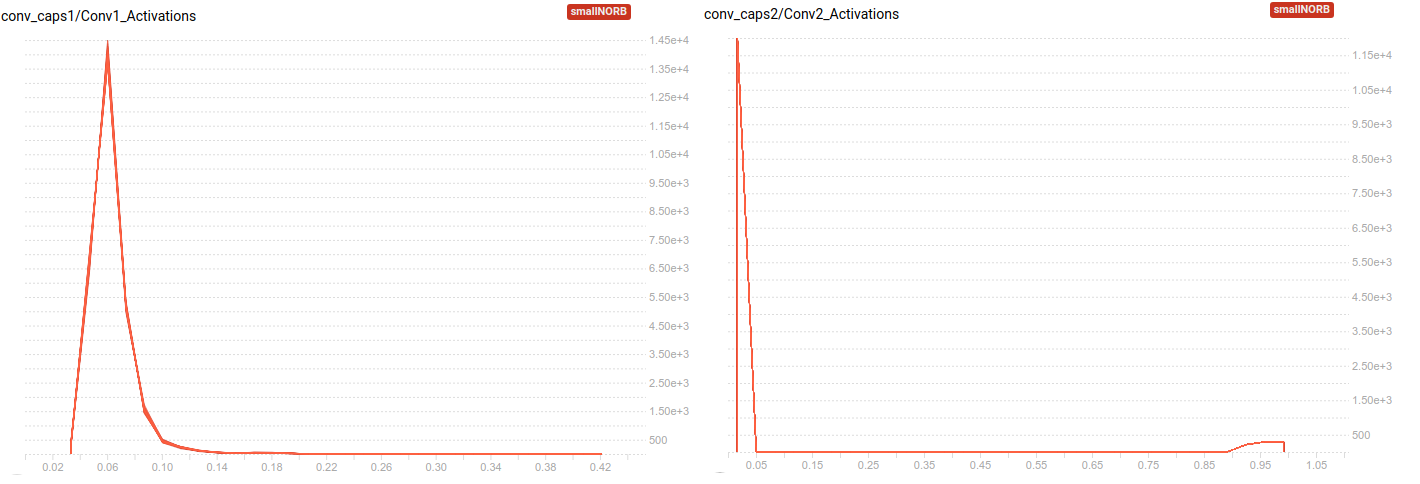 conv_caps1/Conv1_Activations
smallNORB
1.45e+4
1.35e+4
1.25e+4
1.15e+4
1.05e+4
9.50e+3
8.50e+3
7.50e+3
6.50e+3
5.50e+3
4.50e+3
3.50e+3
2.50e+3
1.50e+3
500
0.02 0.06 0.10 0.14 0.18 0.22 0.26 0.30 0.34 0.38 0.42
conv_caps2/Conv2_Activations
smallNORB
1.15e+4
1.05e+4
9.50e+3
8.50e+3
7.50e+3
6.50e+3
5.50e+3
4.50e+3
3.50e+3
2.50e+3
1.50e+3
500
0.05 0.15 0.25 0.35 0.45 0.55 0.65 0.75 0.85 0.95 1.05